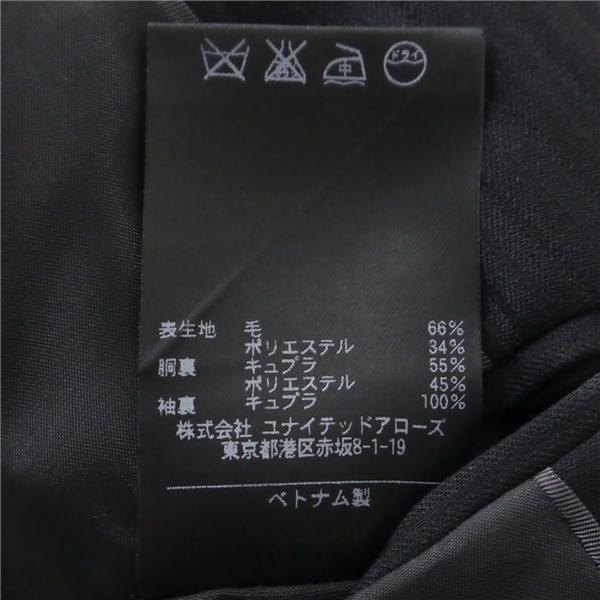 中 ドライ
表生地 毛 66%
ポリエステル 34%
胴裏 キュプラ 55%
ポリエステル 45%
袖裏 キュプラ 100%
株式会社 ユナイテッドアローズ
東京都港区赤坂8-1-19
ベトナム製